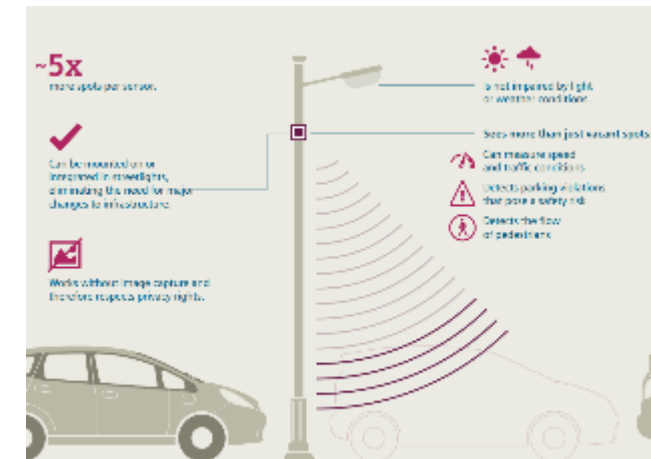 ~5x
more spots per sensor.
Can be mounted on or
integrated in streetlights,
eliminating the need for major
changes to infrastructure.
Works without image capture and
therefore respects privacy rights.
Is not impaired by light
or weather conditions.
Sees more than just vacant spots:
Can measure speed
and traffic conditions
Detects parking violations
that pose a safety risk
Detects the flow
of pedestrians